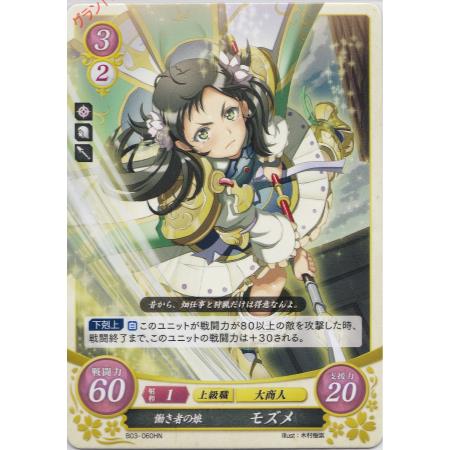 グラン
3
2
昔から、畑仕事と狩猟だけは得意なんよ。
下剋上 白 このユニットが戦闘力が80以上の敵を攻撃した時、
戦闘終了まで、このユニットの戦闘力は+30される。
戦闘力
60
射程 1 上級職 大商人
支援力
20
働き者の娘 モズメ
B03-060HN
Illust:木村樹崇